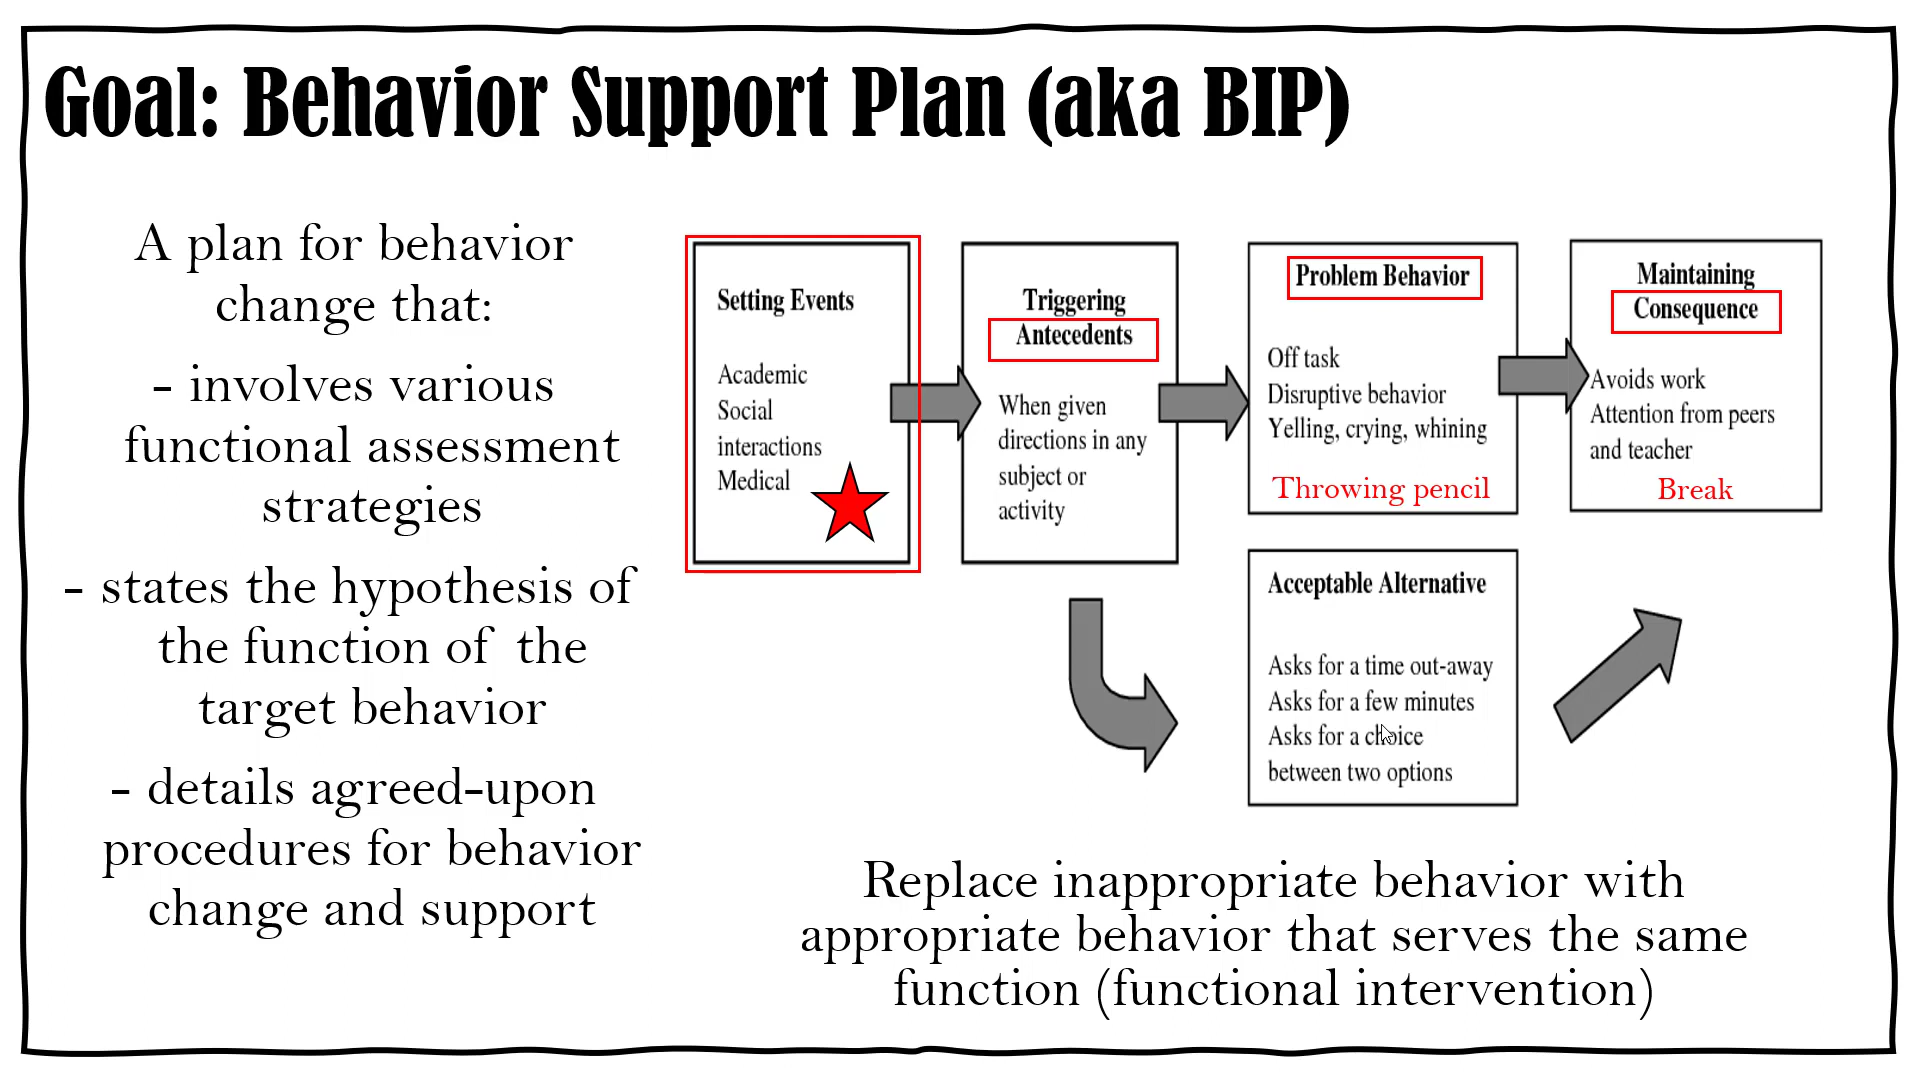 Goal: Behavior Support Plan (aka BIP)
A plan for behavior
change that:
- involves various
functional assessment
strategies
- states the hypothesis of
the function of the
target behavior
- details agreed-upon
procedures for behavior
change and support
Setting Events
Academic
Social
interactions
Medical
Triggering
Antecedents
When given
directions in any
subject or
activity
Problem Behavior
Off task
Disruptive behavior
Yelling, crying, whining
Throwing pencil
Maintaining
Consequence
Avoids work
Attention from peers
and teacher
Break
Acceptable Alternative
Asks for a time out-away
Asks for a few minutes
Asks for a choice
between two options
Replace inappropriate behavior with
appropriate behavior that serves the same
function (functional intervention)